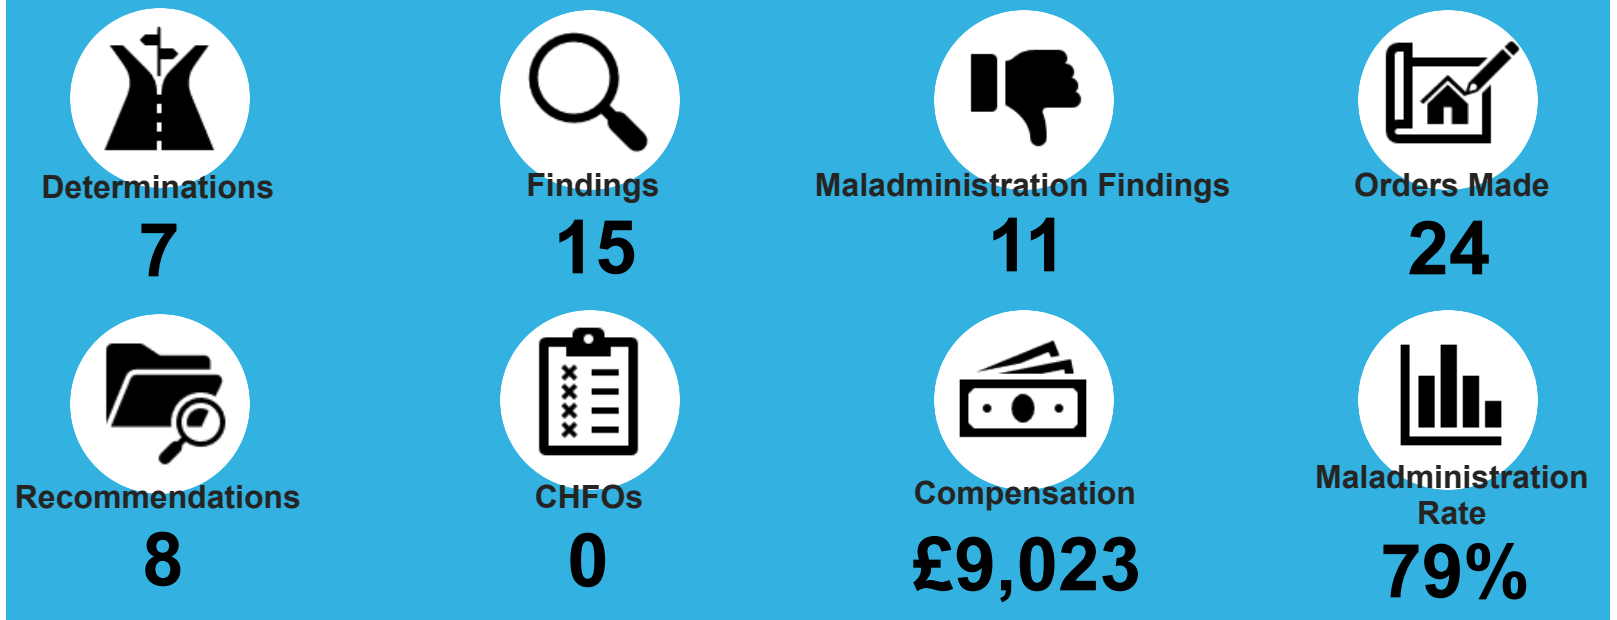 Determinations
7
Findings
15
Maladministration Findings
11
Orders Made
24
Recommendations
8
CHFOs
0
Compensation
£9,023
Maladministration
Rate
79%